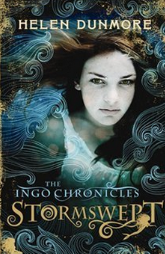 HELEN DUNMORE
THE
INGO CHRONICLES
STORMSWEPT